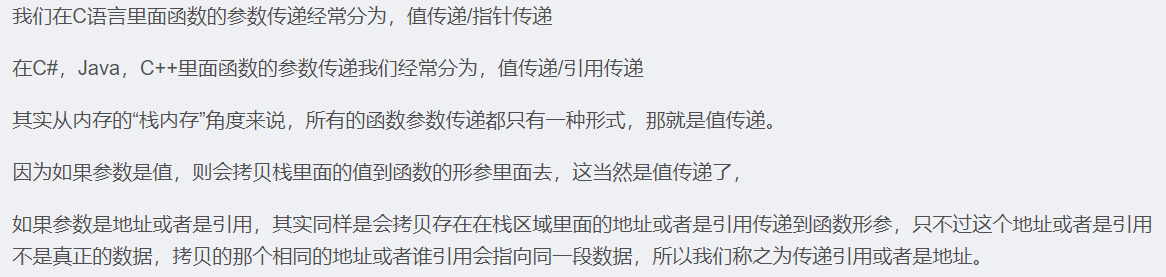 我们在C语言里面函数的参数传递经常分为，值传递/指针传递
在C#，Java，C++里面函数的参数传递我们经常分为，值传递/引用传递
其实从内存的“栈内存”角度来说，所有的函数参数传递都只有一种形式，那就是值传递。
因为如果参数是值，则会拷贝栈里面的值到函数的形参里面去，这当然是值传递了，
如果参数是地址或者是引用，其实同样是会拷贝存在在栈区域里面的地址或者是引用传递到函数形参，只不过这个地址或者是引用
不是真正的数据，拷贝的那个相同的地址或者谁引用会指向同一段数据，所以我们称之为传递引用或者是地址。